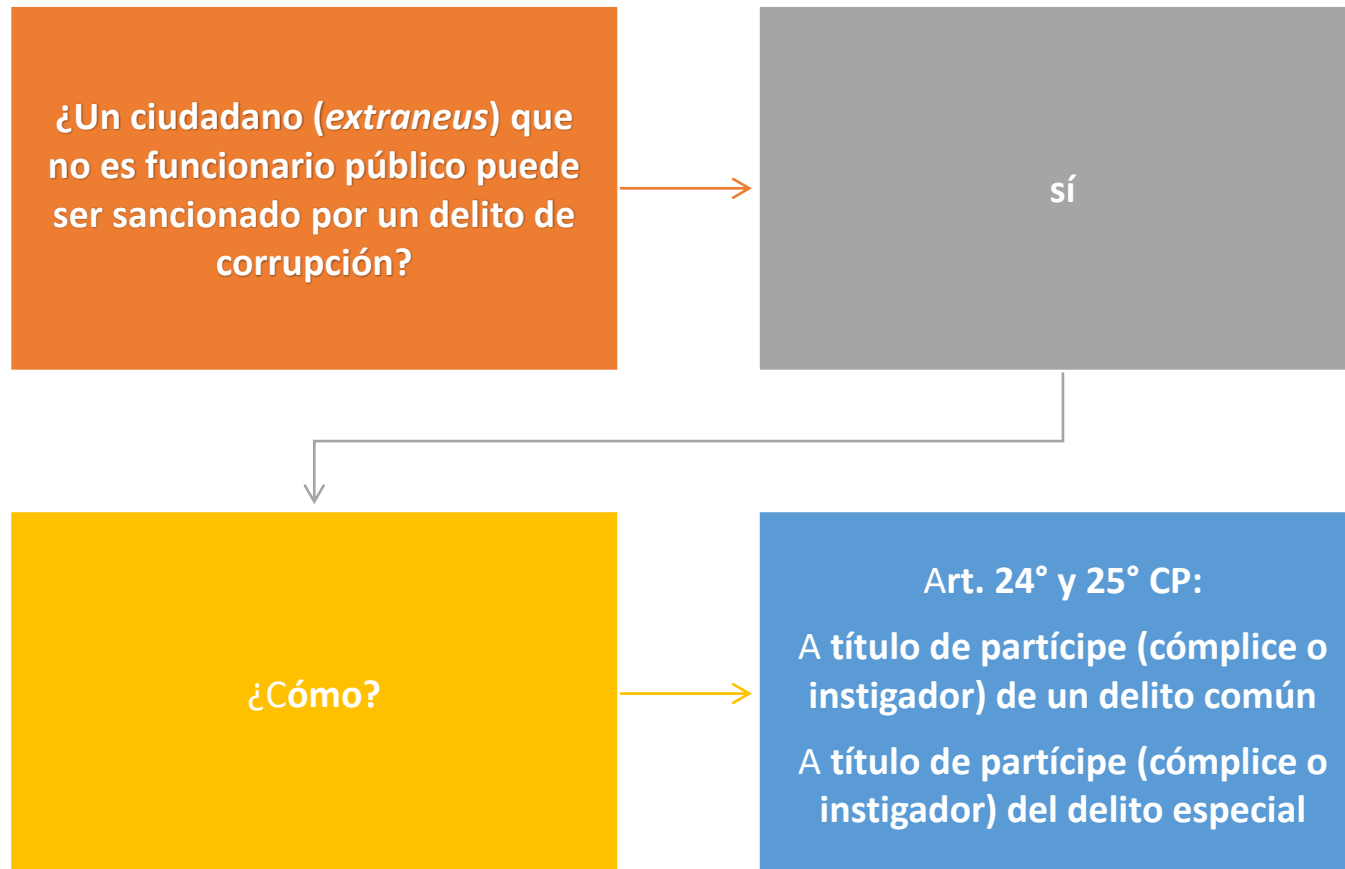 ¿Un ciudadano (extraneus) que
no es funcionario público puede
ser sancionado por un delito de
corrupción?
sí
¿Cómo?
Art. 24° y 25° CP:
A título de partícipe (cómplice o
instigador) de un delito común
A título de partícipe (cómplice o
instigador) del delito especial